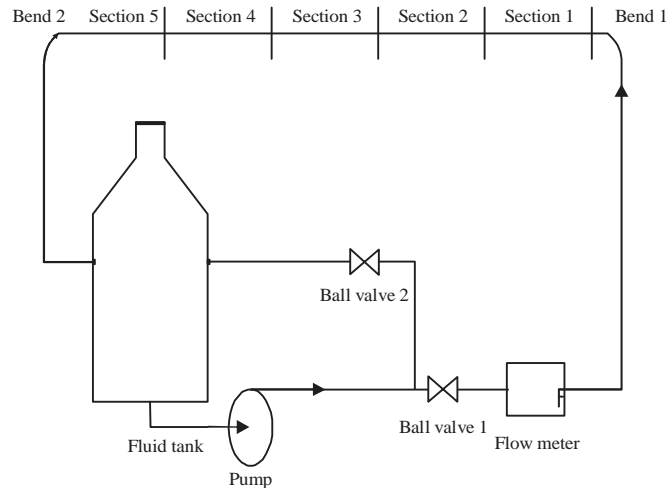 Bend 2 Section 5 Section 4 Section 3 Section 2 Section 1 Bend 1
Ball valve 2
Ball valve 1
Fluid tank
Flow meter
Pump